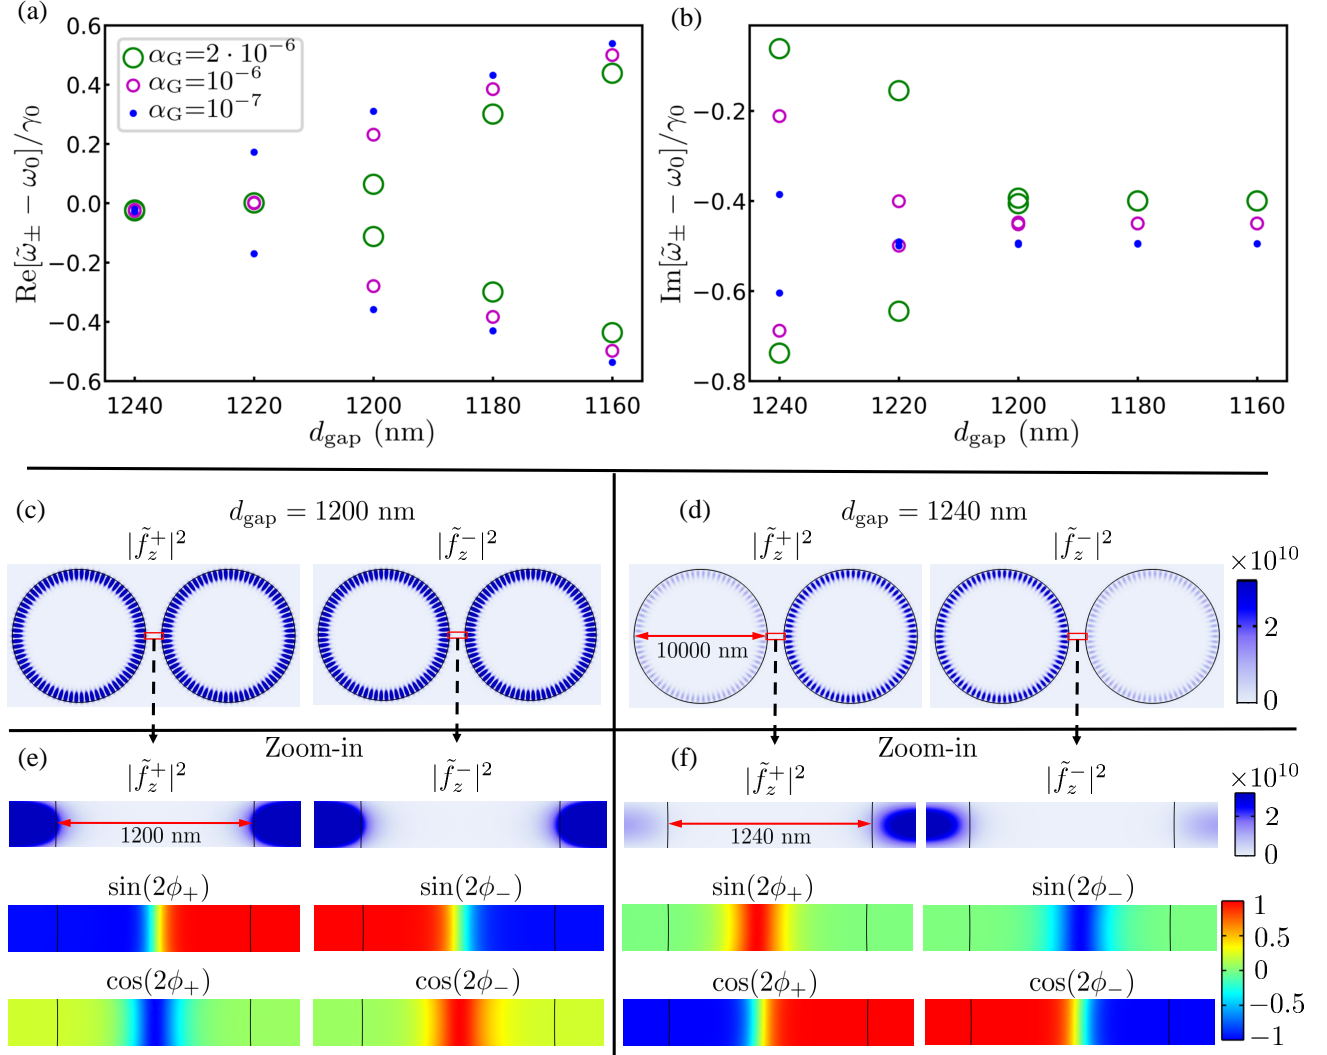 (a)
0.6
0.4
0.2
0.0
−0.2
−0.4
−0.6
Re[ω̃± − ω0]/γ0
αG=2 · 10−6
αG=10−6
αG=10−7
1240 1220 1200 1180 1160
dgap (nm)
(b)
−0.2
−0.4
−0.6
−0.8
Im[ω̃± − ω0]/γ0
1240 1220 1200 1180 1160
dgap (nm)
(c)
dgap = 1200 nm
|f̃z+|2 |f̃z−|2
(d)
dgap = 1240 nm
|f̃z+|2 |f̃z−|2
10000 nm
×1010
2
0
(e)
Zoom-in
|f̃z+|2 |f̃z−|2
1200 nm
sin(2ϕ+) sin(2ϕ−)
cos(2ϕ+) cos(2ϕ−)
(f)
Zoom-in
|f̃z+|2 |f̃z−|2
1240 nm
×1010
2
0
sin(2ϕ+) sin(2ϕ−)
cos(2ϕ+) cos(2ϕ−)
1
0.5
0
−0.5
−1